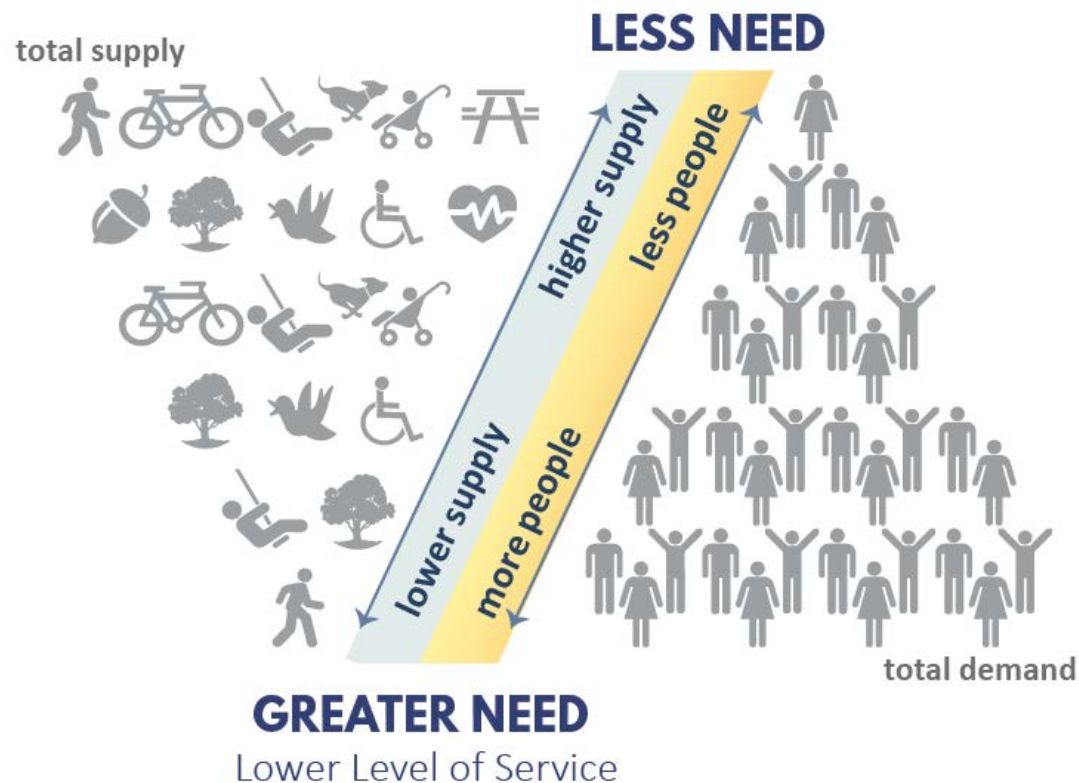 LESS NEED
total supply
higher supply
less people
lower supply
more people
total demand
GREATER NEED
Lower Level of Service